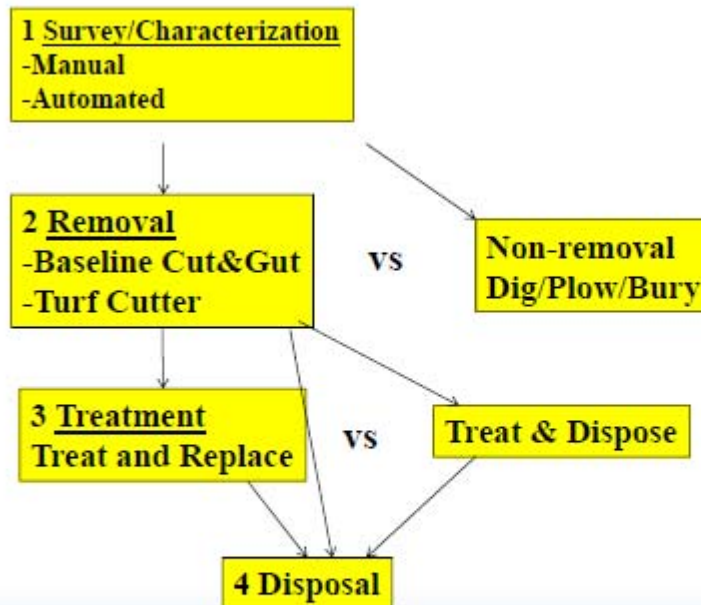 1 Survey/Characterization
-Manual
-Automated
2 Removal
-Baseline Cut&Gut
-Turf Cutter
vs
Non-removal
Dig/Plow/Bury
3 Treatment
Treat and Replace
vs
Treat & Dispose
4 Disposal